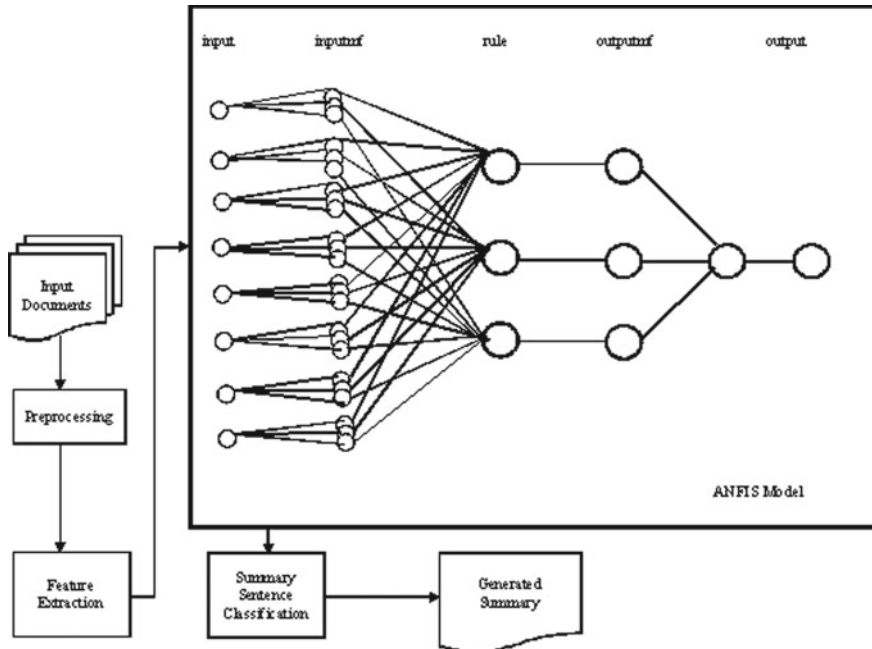 input
inputmf
rule
outputmf
output
Input
Documents
Preprocessing
Feature
Extraction
ANFIS Model
Summary
Sentence
Classification
Generated
Summary